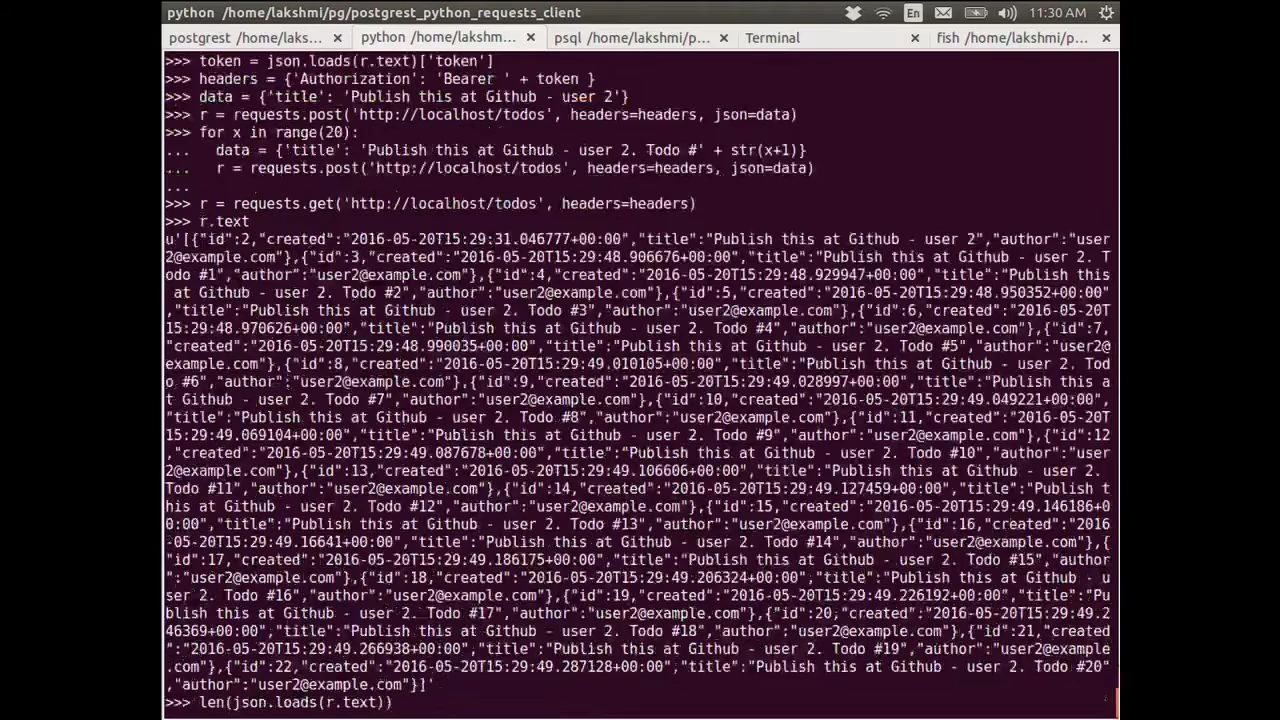 python /home/lakshmi/pg/postgrest_python_requests_client
En
11:30 AM
postgrest /home/laks... ×
python /home/lakshm... ×
psql /home/lakshmi/p... ×
Terminal ×
fish /home/lakshmi/p... ×
>>> token = json.loads(r.text)['token']
>>> headers = {'Authorization': 'Bearer ' + token }
>>> data = {'title': 'Publish this at Github - user 2'}
>>> r = requests.post('http://localhost/todos', headers=headers, json=data)
>>> for x in range(20):
...   data = {'title': 'Publish this at Github - user 2. Todo #' + str(x+1)}
...   r = requests.post('http://localhost/todos', headers=headers, json=data)
...
>>> r = requests.get('http://localhost/todos', headers=headers)
>>> r.text
u'[{"id":2,"created":"2016-05-20T15:29:31.046777+00:00","title":"Publish this at Github - user 2","author":"user
2@example.com"},{"id":3,"created":"2016-05-20T15:29:48.906676+00:00","title":"Publish this at Github - user 2. T
odo #1","author":"user2@example.com"},{"id":4,"created":"2016-05-20T15:29:48.929947+00:00","title":"Publish this
 at Github - user 2. Todo #2","author":"user2@example.com"},{"id":5,"created":"2016-05-20T15:29:48.950352+00:00"
,"title":"Publish this at Github - user 2. Todo #3","author":"user2@example.com"},{"id":6,"created":"2016-05-20T
15:29:48.970626+00:00","title":"Publish this at Github - user 2. Todo #4","author":"user2@example.com"},{"id":7,
"created":"2016-05-20T15:29:48.990035+00:00","title":"Publish this at Github - user 2. Todo #5","author":"user2@
example.com"},{"id":8,"created":"2016-05-20T15:29:49.010105+00:00","title":"Publish this at Github - user 2. Tod
o #6","author":"user2@example.com"},{"id":9,"created":"2016-05-20T15:29:49.028997+00:00","title":"Publish this a
t Github - user 2. Todo #7","author":"user2@example.com"},{"id":10,"created":"2016-05-20T15:29:49.049221+00:00",
"title":"Publish this at Github - user 2. Todo #8","author":"user2@example.com"},{"id":11,"created":"2016-05-20T
15:29:49.069104+00:00","title":"Publish this at Github - user 2. Todo #9","author":"user2@example.com"},{"id":12
,"created":"2016-05-20T15:29:49.087678+00:00","title":"Publish this at Github - user 2. Todo #10","author":"user
2@example.com"},{"id":13,"created":"2016-05-20T15:29:49.106606+00:00","title":"Publish this at Github - user 2.
Todo #11","author":"user2@example.com"},{"id":14,"created":"2016-05-20T15:29:49.127459+00:00","title":"Publish t
his at Github - user 2. Todo #12","author":"user2@example.com"},{"id":15,"created":"2016-05-20T15:29:49.146186+0
0:00","title":"Publish this at Github - user 2. Todo #13","author":"user2@example.com"},{"id":16,"created":"2016
-05-20T15:29:49.16641+00:00","title":"Publish this at Github - user 2. Todo #14","author":"user2@example.com"},{
"id":17,"created":"2016-05-20T15:29:49.186175+00:00","title":"Publish this at Github - user 2. Todo #15","author
":"user2@example.com"},{"id":18,"created":"2016-05-20T15:29:49.206324+00:00","title":"Publish this at Github - u
ser 2. Todo #16","author":"user2@example.com"},{"id":19,"created":"2016-05-20T15:29:49.226192+00:00","title":"Pu
blish this at Github - user 2. Todo #17","author":"user2@example.com"},{"id":20,"created":"2016-05-20T15:29:49.2
46369+00:00","title":"Publish this at Github - user 2. Todo #18","author":"user2@example.com"},{"id":21,"created
":"2016-05-20T15:29:49.266938+00:00","title":"Publish this at Github - user 2. Todo #19","author":"user2@example
.com"},{"id":22,"created":"2016-05-20T15:29:49.287128+00:00","title":"Publish this at Github - user 2. Todo #20"
,"author":"user2@example.com"}]'
>>> len(json.loads(r.text))